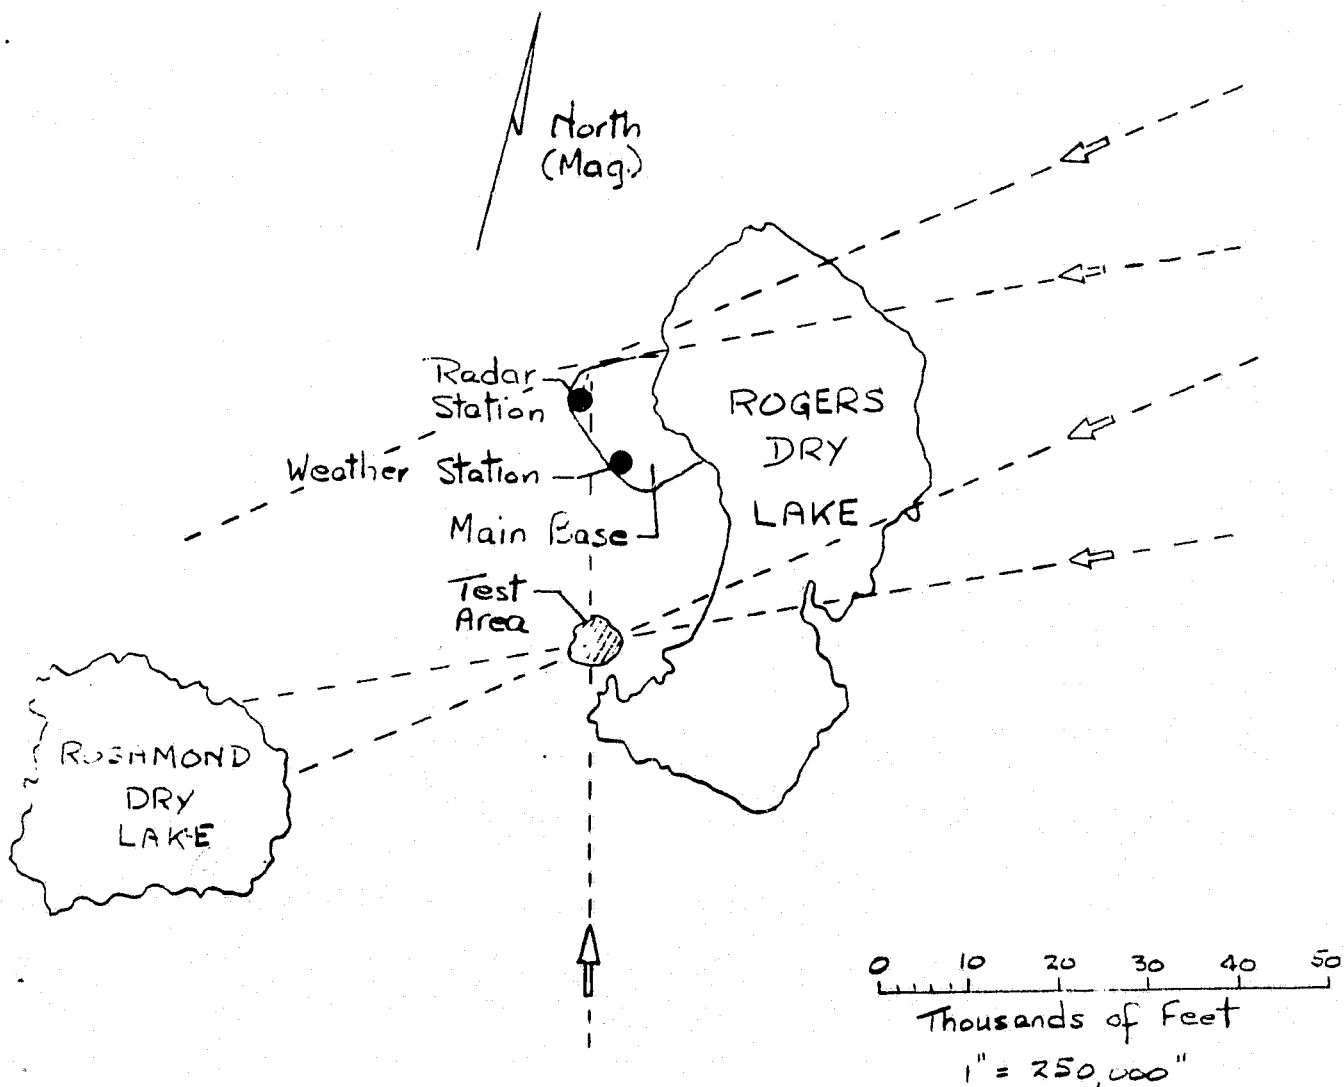 North
(Mag.)
Radar
Station
Weather Station
Main Base
Test
Area
ROGERS
DRY
LAKE
DRY
LAKE
0 10 20 30 40 50
Thousands of Feet
1" = 250,000"